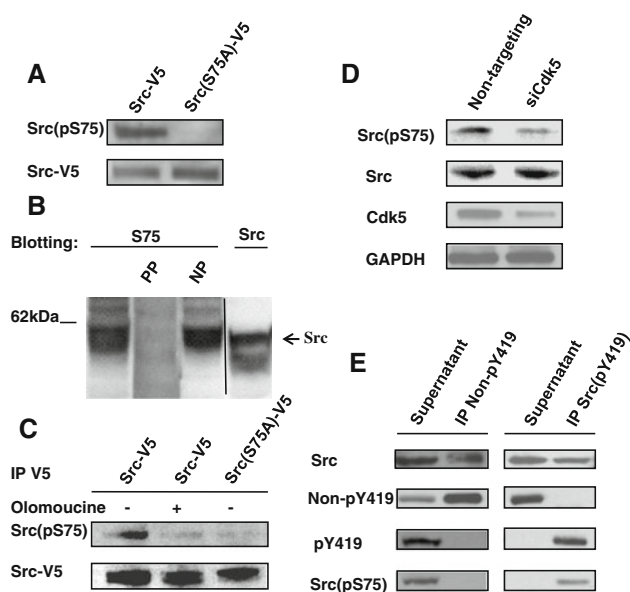 A
Src-V5
Src(S75A)-V5
Src(pS75)
Src-V5
B
Blotting:
S75
Src
PP
NP
62kDa
← Src
C
IP V5
Src-V5
Src-V5
Src(S75A)-V5
Olomoucine - + -
Src(pS75)
Src-V5
D
Non-targeting
siCdk5
Src(pS75)
Src
Cdk5
GAPDH
E
Supernatant
IP Non-pY419
Supernatant
IP Src(pY419)
Src
Non-pY419
pY419
Src(pS75)